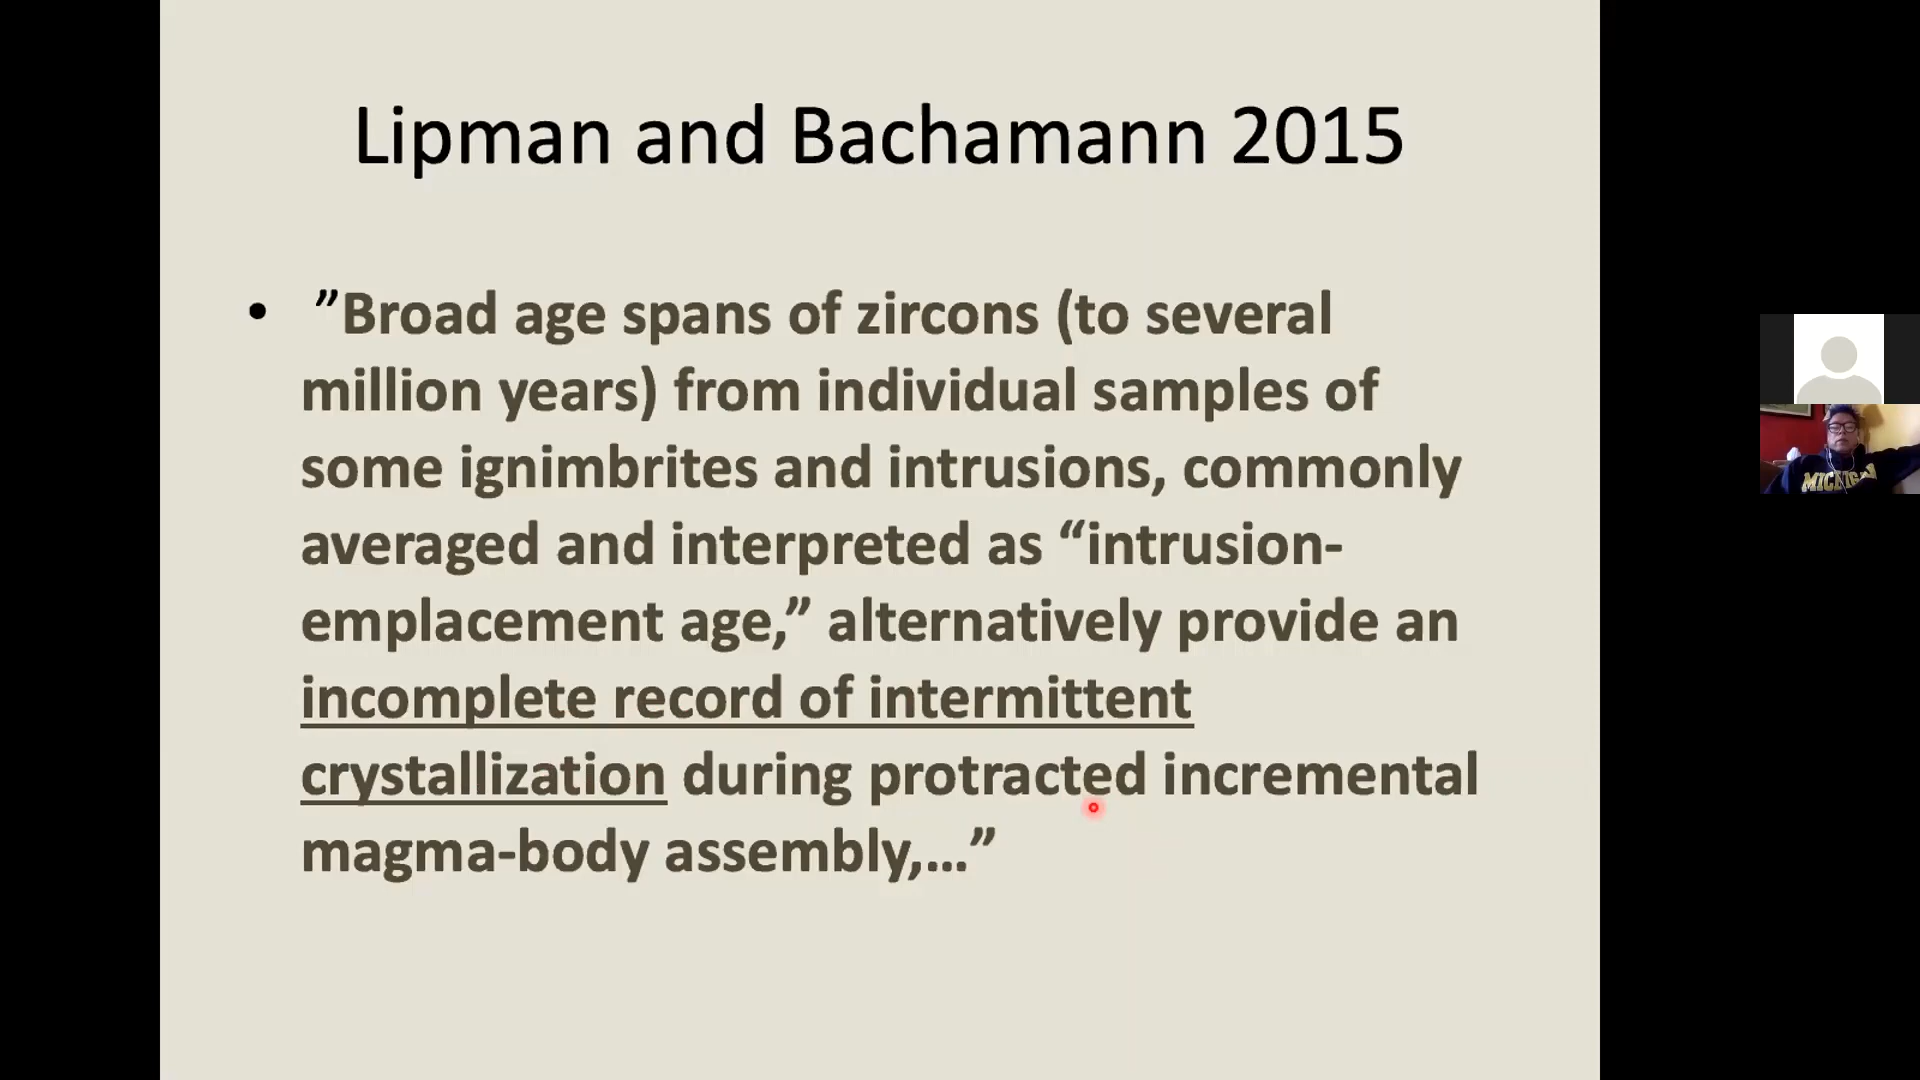 Lipman and Bachamann 2015
• ”Broad age spans of zircons (to several
million years) from individual samples of
some ignimbrites and intrusions, commonly
averaged and interpreted as “intrusion-
emplacement age,” alternatively provide an
incomplete record of intermittent
crystallization during protracted incremental
magma-body assembly,…”
MICHIGAN